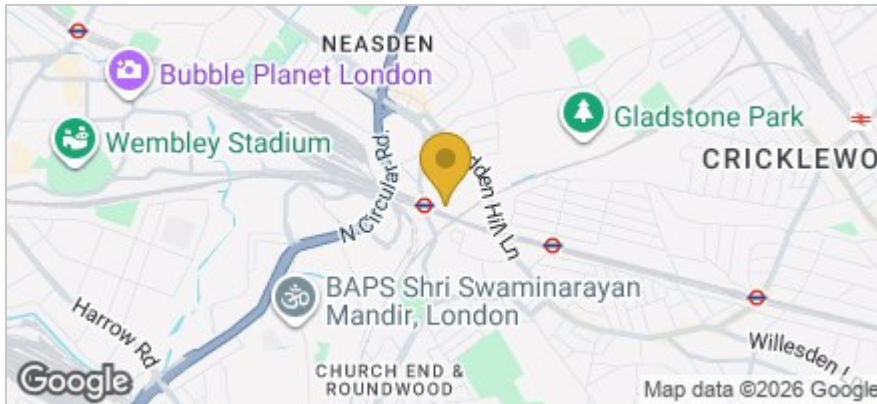 NEASDEN
Bubble Planet London
Wembley Stadium
Gladstone Park
CRICKLEWO
N Circular Rd
dden Hill Ln
BAPS Shri Swaminarayan
Mandir, London
Harrow Rd
CHURCH END &
ROUNDWOOD
Willesden L
Google
Map data ©2026 Google